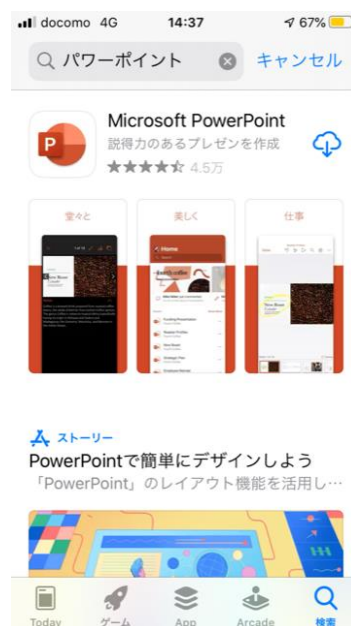 docomo 4G 14:37 67%
パワーポイント キャンセル
Microsoft PowerPoint
説得力のあるプレゼンを作成
4.5万
P
堂々と 美しく 仕事
Home
ストーリー
PowerPointで簡単にデザインしよう
「PowerPoint」のレイアウト機能を活用し…
Today ゲーム App Arcade 検索